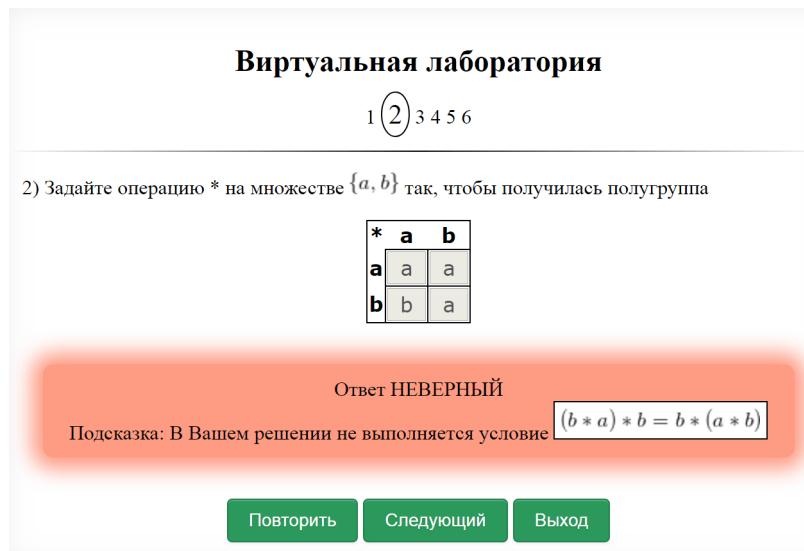 Виртуальная лаборатория
1 2 3 4 5 6
2) Задайте операцию * на множестве {a, b} так, чтобы получилась полугруппа
* a b
a a a
b b a
Ответ НЕВЕРНЫЙ
Подсказка: В Вашем решении не выполняется условие (b * a) * b = b * (a * b)
Повторить Следующий Выход